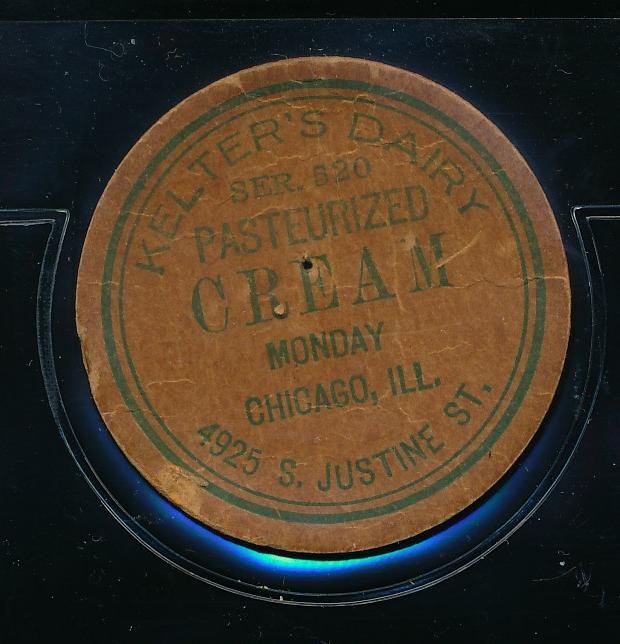 KELTER'S DAIRY
SER. 520
PASTEURIZED
CREAM
MONDAY
CHICAGO, ILL.
4925 S. JUSTINE ST.